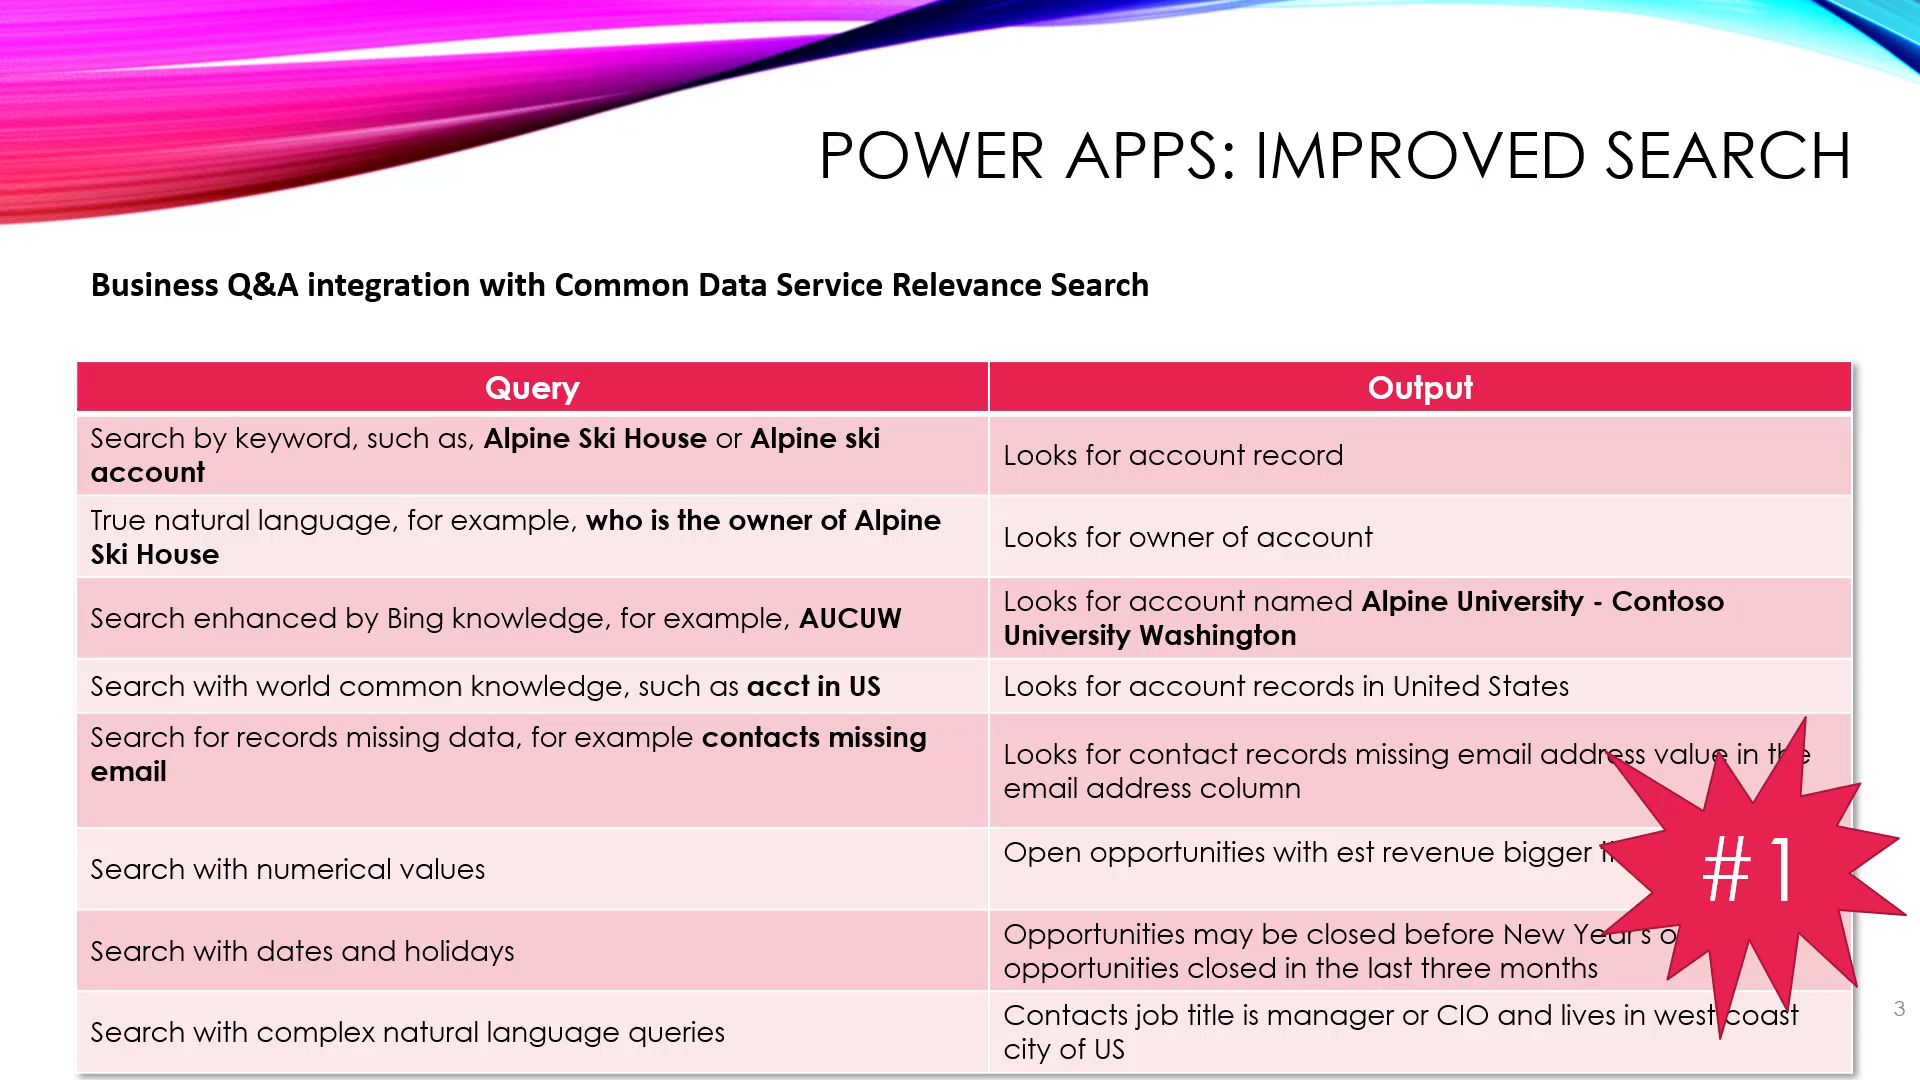 POWER APPS: IMPROVED SEARCH
Business Q&A integration with Common Data Service Relevance Search
Query
Output
Search by keyword, such as, Alpine Ski House or Alpine ski
account
Looks for account record
True natural language, for example, who is the owner of Alpine
Ski House
Looks for owner of account
Search enhanced by Bing knowledge, for example, AUCUW
Looks for account named Alpine University - Contoso
University Washington
Search with world common knowledge, such as acct in US
Looks for account records in United States
Search for records missing data, for example contacts missing
email
Looks for contact records missing email address value in the
email address column
Search with numerical values
Open opportunities with est revenue bigger
Search with dates and holidays
Opportunities may be closed before New Year's
opportunities closed in the last three months
Search with complex natural language queries
Contacts job title is manager or CIO and lives in west coast
city of US
#1
3